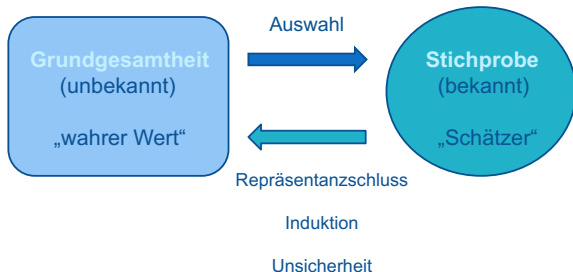 Auswahl
Grundgesamtheit
(unbekannt)
„wahrer Wert“
Stichprobe
(bekannt)
„Schätzer“
Repräsentanzschluss
Induktion
Unsicherheit